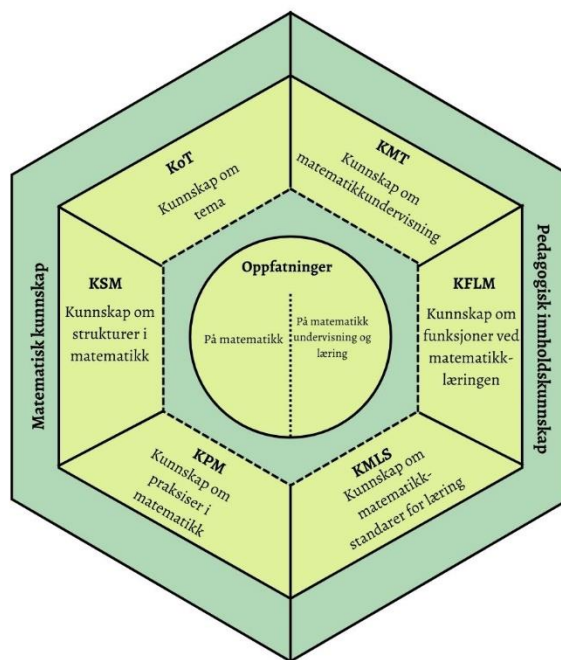 KoT
Kunnskap om
tema
KMT
Kunnskap om
matematikkundervisning
Matematisk kunnskap
KSM
Kunnskap om
strukturer i
matematikk
Oppfatninger
På matematikk
På matematikk
undervisning og
læring
KFLM
Kunnskap om
funksjoner ved
matematikk-
læringen
Pedagogisk innholdskunnskap
KPM
Kunnskap om
praksiser i
matematikk
KMLS
Kunnskap om
matematikk-
standarer for læring